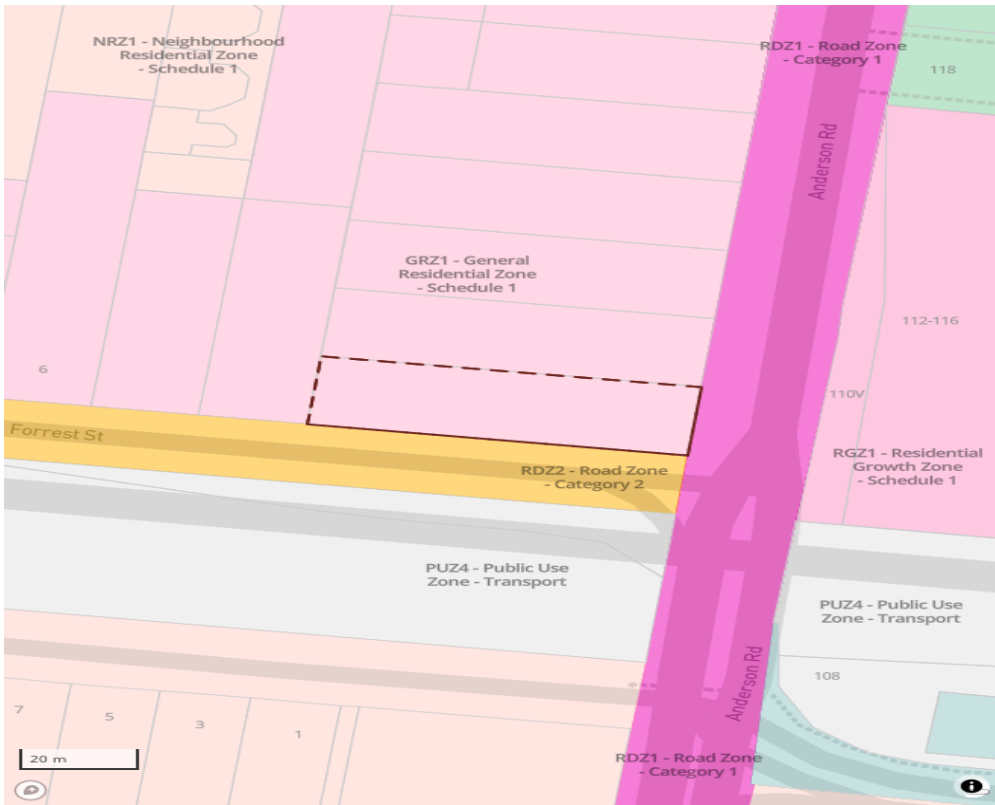 NRZ1 - Neighbourhood
Residential Zone
- Schedule 1
RDZ1 - Road Zone
- Category 1
118
Anderson Rd
GRZ1 - General
Residential Zone
- Schedule 1
112-116
6
110V
Forrest St
RGZ1 - Residential
Growth Zone
- Schedule 1
RDZ2 - Road Zone
- Category 2
PUZ4 - Public Use
Zone - Transport
PUZ4 - Public Use
Zone - Transport
Anderson Rd
108
7
5
3
1
20 m
RDZ1 - Road Zone
- Category 1